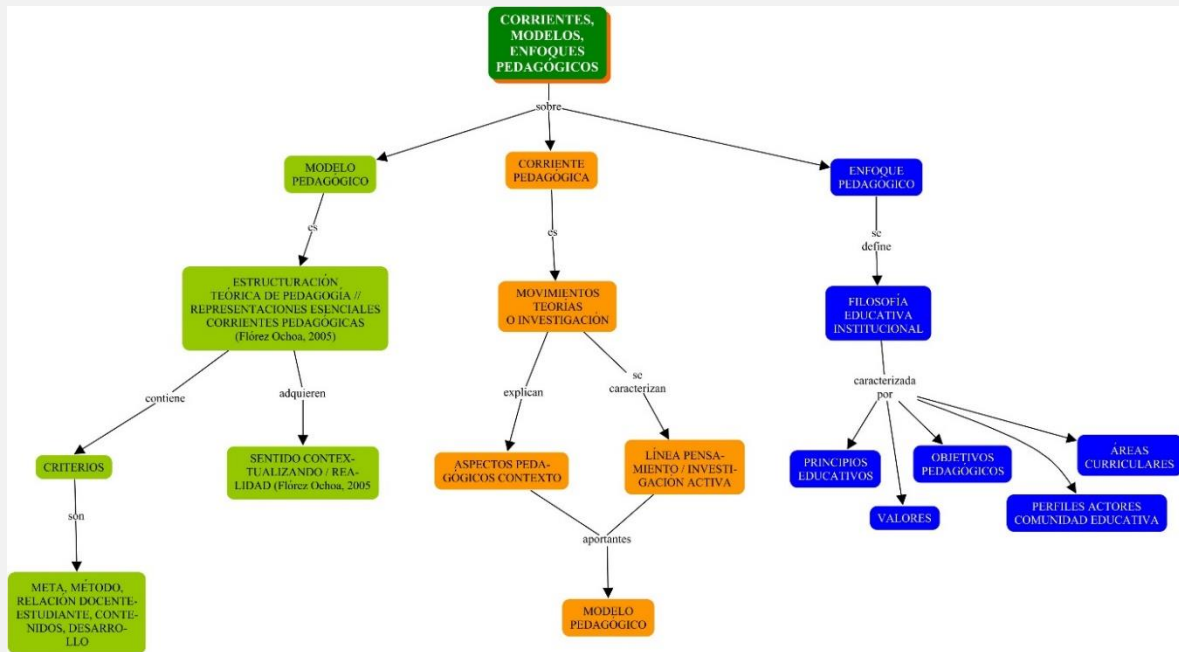 CORRIENTES,
MODELOS,
ENFOQUES
PEDAGÓGICOS
sobre
MODELO
PEDAGÓGICO
es
ESTRUCTURACIÓN
TEÓRICA DE PEDAGOGÍA //
REPRESENTACIONES ESENCIALES
CORRIENTES PEDAGÓGICAS
(Flórez Ochoa, 2005)
contiene
CRITERIOS
son
META, MÉTODO,
RELACIÓN DOCENTE-
ESTUDIANTE, CONTE-
NIDOS, DESARRO-
LLO
adquieren
SENTIDO CONTEX-
TUALIZANDO / REA-
LIDAD (Flórez Ochoa, 2005
CORRIENTE
PEDAGÓGICA
es
MOVIMIENTOS
TEORÍAS
O INVESTIGACIÓN
explican
ASPECTOS PEDA-
GÓGICOS CONTEXTO
se
caracterizan
LÍNEA PENSA-
MIENTO / INVESTI-
GACION ACTIVA
aportantes
MODELO
PEDAGÓGICO
ENFOQUE
PEDAGÓGICO
se
define
FILOSOFÍA
EDUCATIVA
INSTITUCIONAL
caracterizada
por
PRINCIPIOS
EDUCATIVOS
VALORES
OBJETIVOS
PEDAGÓGICOS
PERFILES ACTORES
COMUNIDAD EDUCATIVA
ÁREAS
CURRICULARES